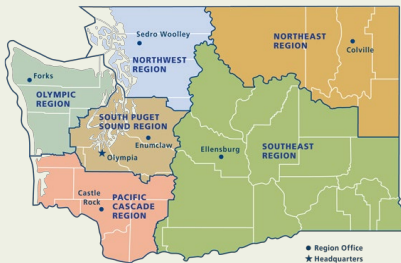 Sedro Woolley
NORTHWEST
REGION
NORTHEAST
REGION
Colville
Forks
OLYMPIC
REGION
SOUTH PUGET
SOUND REGION
Enumclaw
Olympia
Ellensburg
SOUTHEAST
REGION
Castle
Rock
PACIFIC
CASCADE
REGION
Region Office
Headquarters